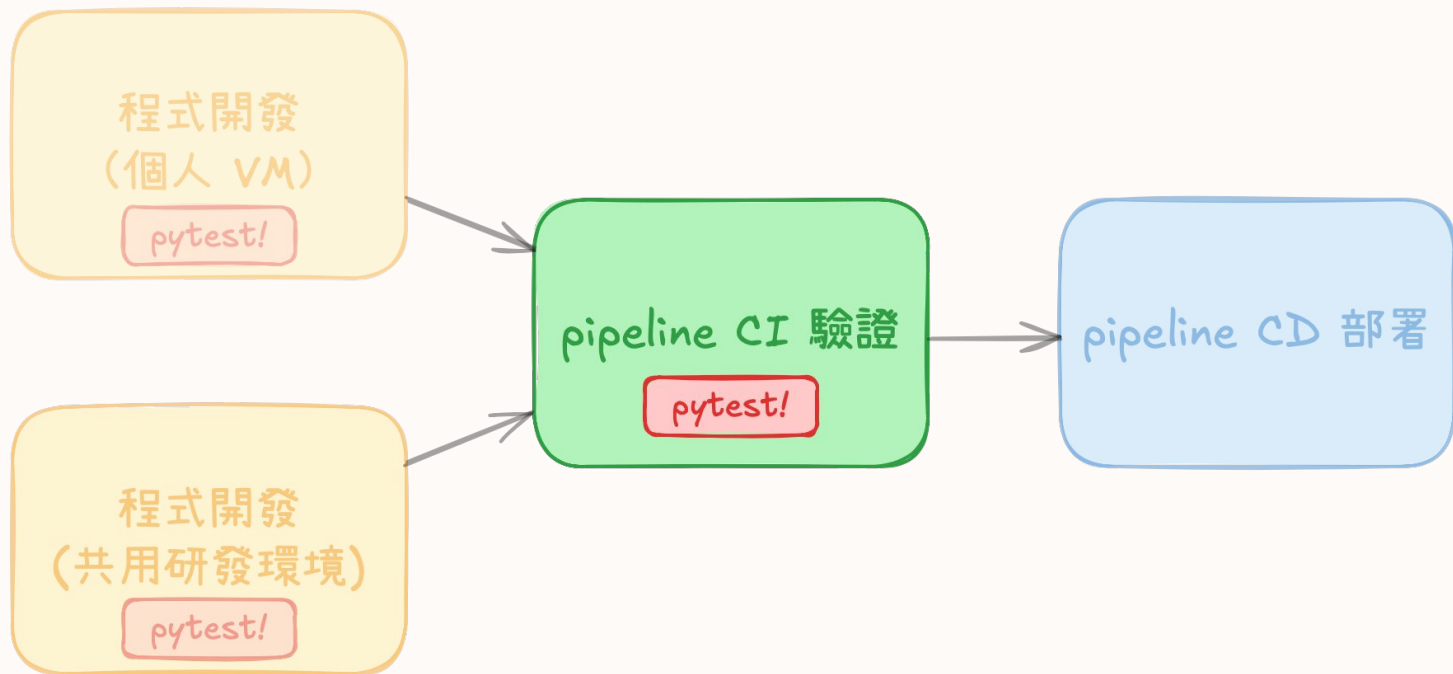 程式開發
(個人 VM)
pytest!
程式開發
(共用研發環境)
pytest!
pipeline CI 驗證
pytest!
pipeline CD 部署